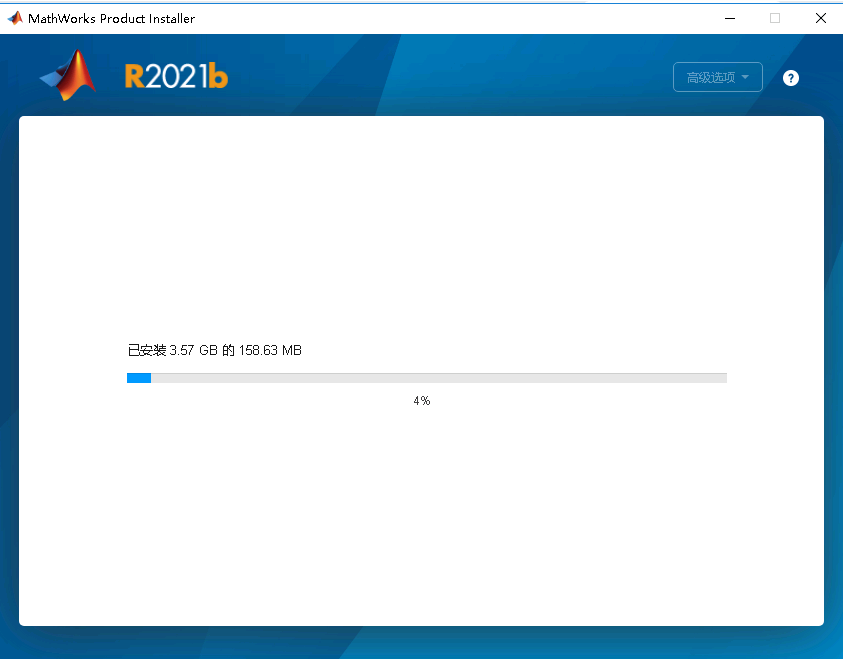 MathWorks Product Installer
R2021b
高级选项
?
已安装 3.57 GB 的 158.63 MB
4%